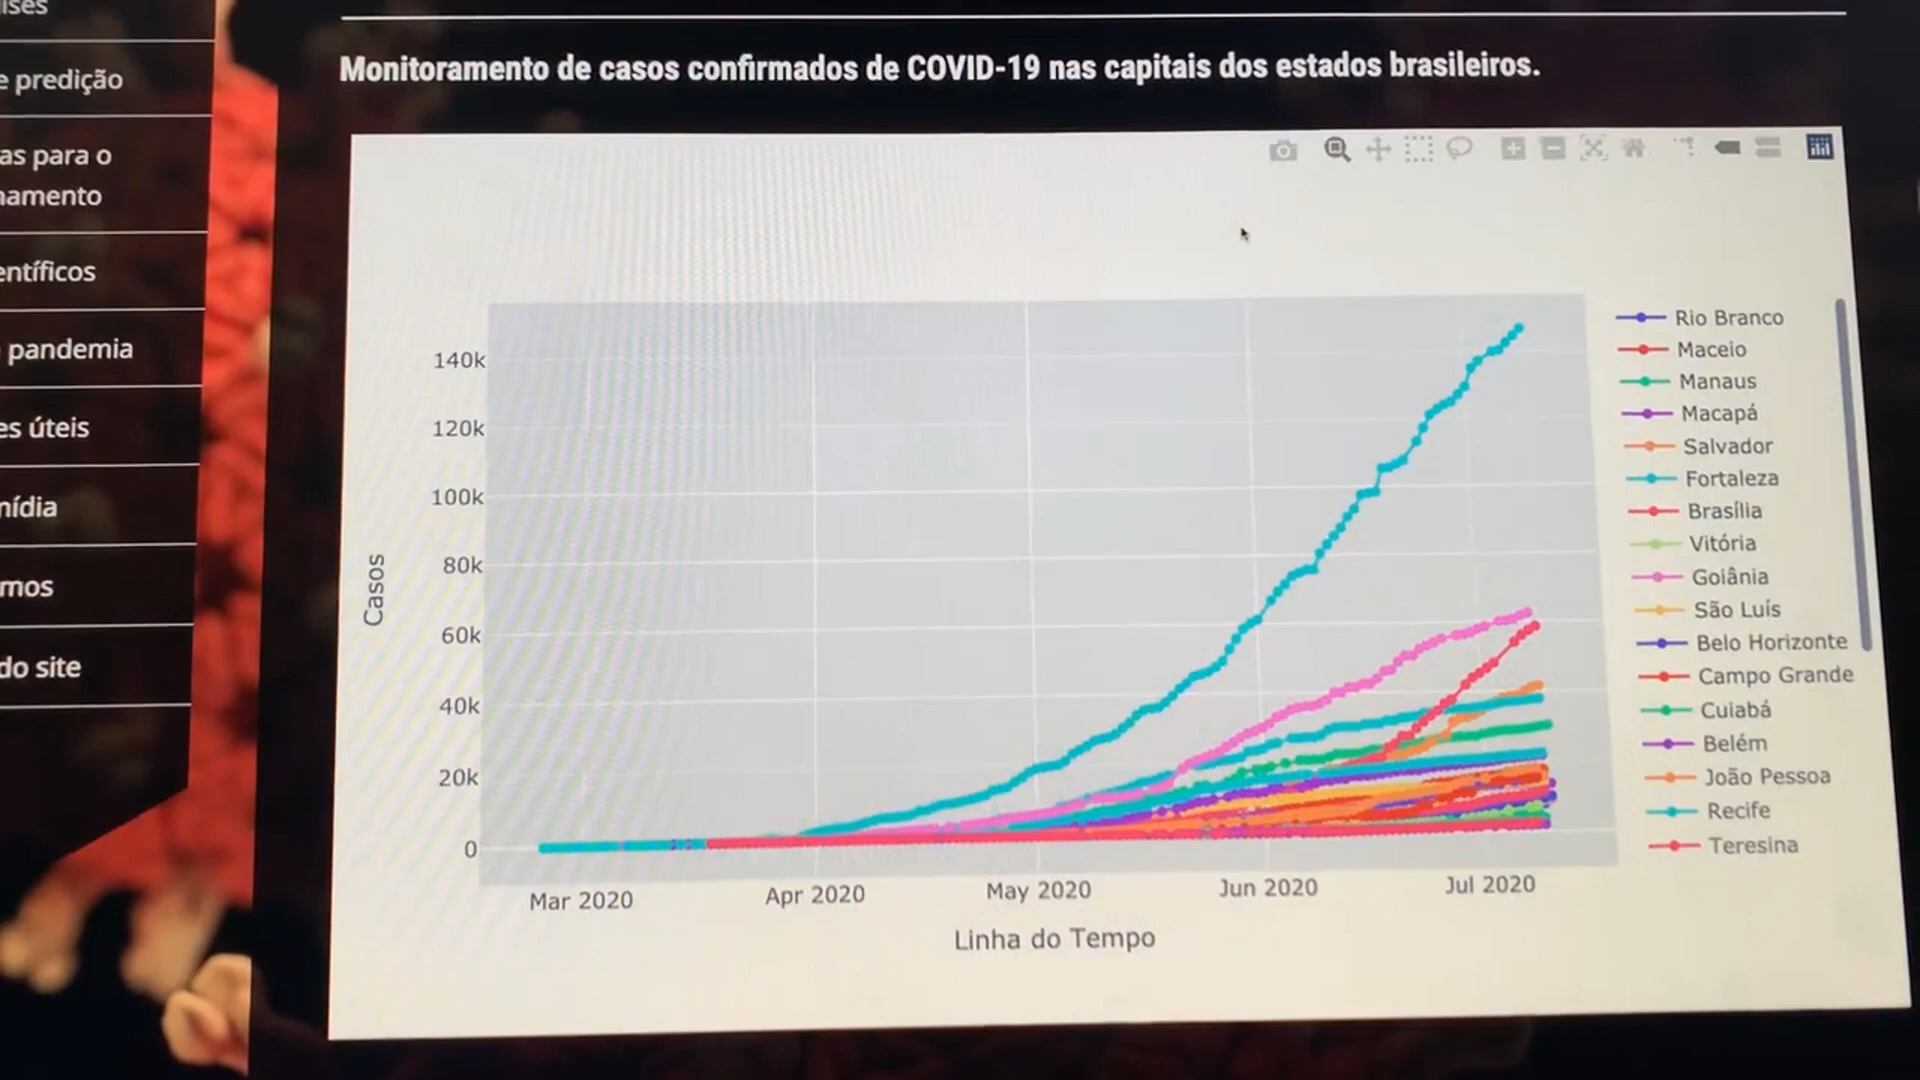 ises
e predição
as para o
namento
entíficos
pandemia
es úteis
mídia
mos
do site
Monitoramento de casos confirmados de COVID-19 nas capitais dos estados brasileiros.
140k
120k
100k
80k
60k
40k
20k
0
Casos
Mar 2020
Apr 2020
May 2020
Jun 2020
Jul 2020
Linha do Tempo
Rio Branco
Maceio
Manaus
Macapá
Salvador
Fortaleza
Brasília
Vitória
Goiânia
São Luís
Belo Horizonte
Campo Grande
Cuiabá
Belém
João Pessoa
Recife
Teresina